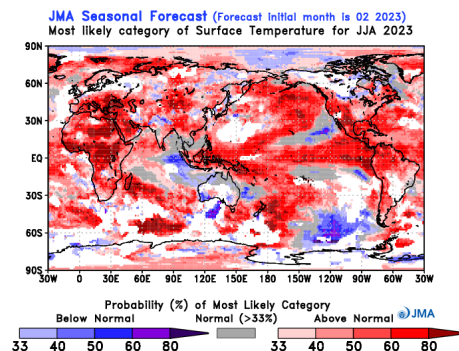 JMA Seasonal Forecast (Forecast initial month is 02 2023)
Most likely category of Surface Temperature for JJA 2023
90N
60N
30N
EQ
30S
60S
90S
30W 0 30E 60E 90E 120E 150E 180 150W 120W 90W 60W 30W
Probability (%) of Most Likely Category
Below Normal Normal (>33%) Above Normal JMA
33 40 50 60 80 33 40 50 60 80